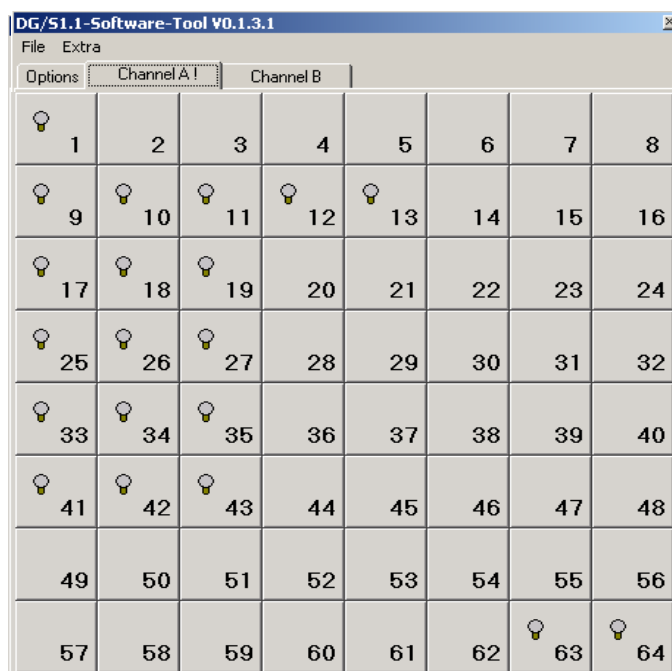 DG/S1.1-Software-Tool V0.1.3.1
File Extra
Options Channel A ! Channel B
1 2 3 4 5 6 7 8
9 10 11 12 13 14 15 16
17 18 19 20 21 22 23 24
25 26 27 28 29 30 31 32
33 34 35 36 37 38 39 40
41 42 43 44 45 46 47 48
49 50 51 52 53 54 55 56
57 58 59 60 61 62 63 64